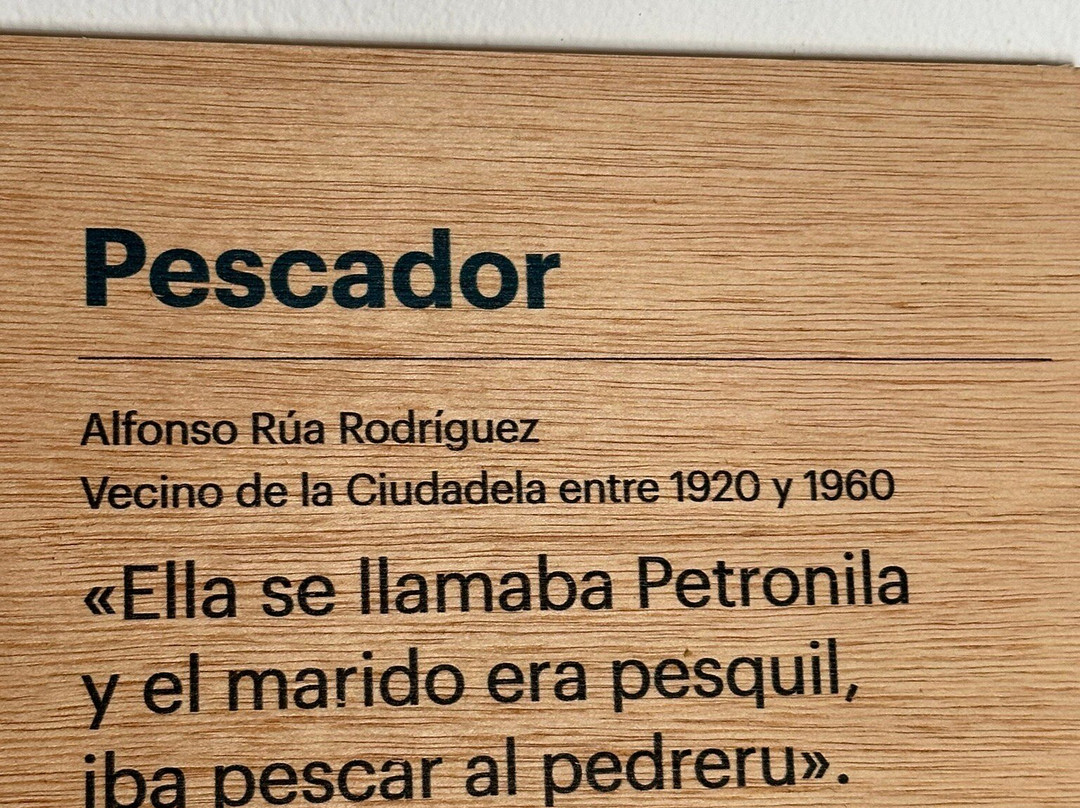 Pescador
Alfonso Rúa Rodríguez
Vecino de la Ciudadela entre 1920 y 1960
«Ella se llamaba Petronila
y el marido era pesquil,
iba pescar al pedreru».